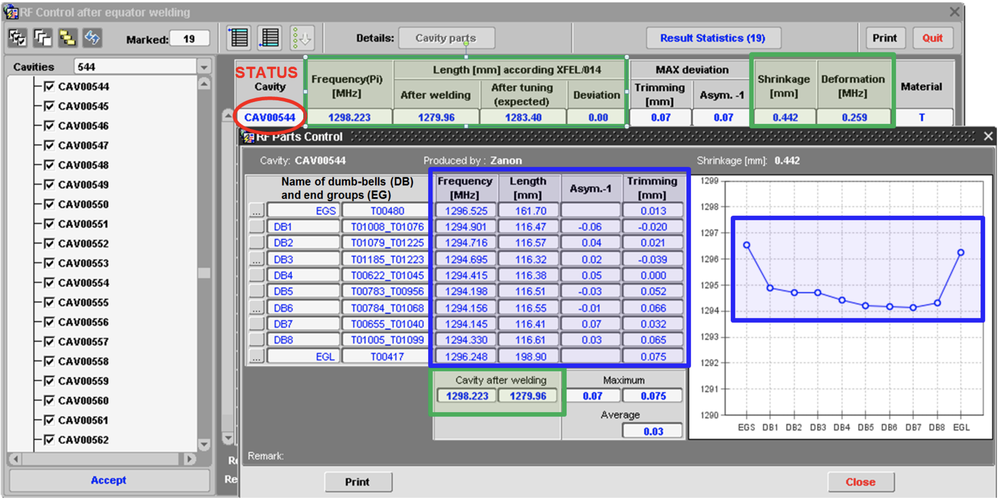 RF Control after equator welding
Marked: 19
Details: Cavity parts
Result Statistics (19)
Print
Quit
Cavities 544
CAV00544
CAV00545
CAV00546
CAV00547
CAV00548
CAV00549
CAV00550
CAV00551
CAV00552
CAV00553
CAV00554
CAV00555
CAV00556
CAV00557
CAV00558
CAV00559
CAV00560
CAV00561
CAV00562
Accept
STATUS
Cavity
Frequency(Pi)
[MHz]
Length [mm] according XFEL/014
After welding
After tuning
(expected)
Deviation
MAX deviation
Trimming
[mm]
Asym. -1
Shrinkage
[mm]
Deformation
[MHz]
Material
CAV00544 1298.223 1279.96 1283.40 0.00 0.07 0.07 0.442 0.259 T
RF Parts Control
Cavity: CAV00544 Produced by : Zanon Shrinkage [mm]: 0.442
Name of dumb-bells (DB)
and end groups (EG)
Frequency
[MHz]
Length
[mm]
Asym.-1
Trimming
[mm]
... EGS T00480 1296.525 161.70 0.013
DB1 T01008_T01076 1294.901 116.47 -0.06 -0.020
DB2 T01079_T01225 1294.716 116.57 0.04 0.021
... DB3 T01185_T01223 1294.695 116.32 0.02 -0.039
DB4 T00622_T01045 1294.415 116.38 0.05 0.000
DB5 T00783_T00956 1294.198 116.51 -0.03 0.052
... DB6 T00784_T01068 1294.156 116.55 -0.01 0.066
DB7 T00655_T01040 1294.145 116.41 0.07 0.032
DB8 T01005_T01099 1294.330 116.61 0.03 0.065
... EGL T00417 1296.248 198.90 0.075
Cavity after welding Maximum
1298.223 1279.96 0.07 0.075
Average
0.03
1299
1298
1297
1296
1295
1294
1293
1292
1291
1290
EGS DB1 DB2 DB3 DB4 DB5 DB6 DB7 DB8 EGL
Remark:
Re
Print
Close